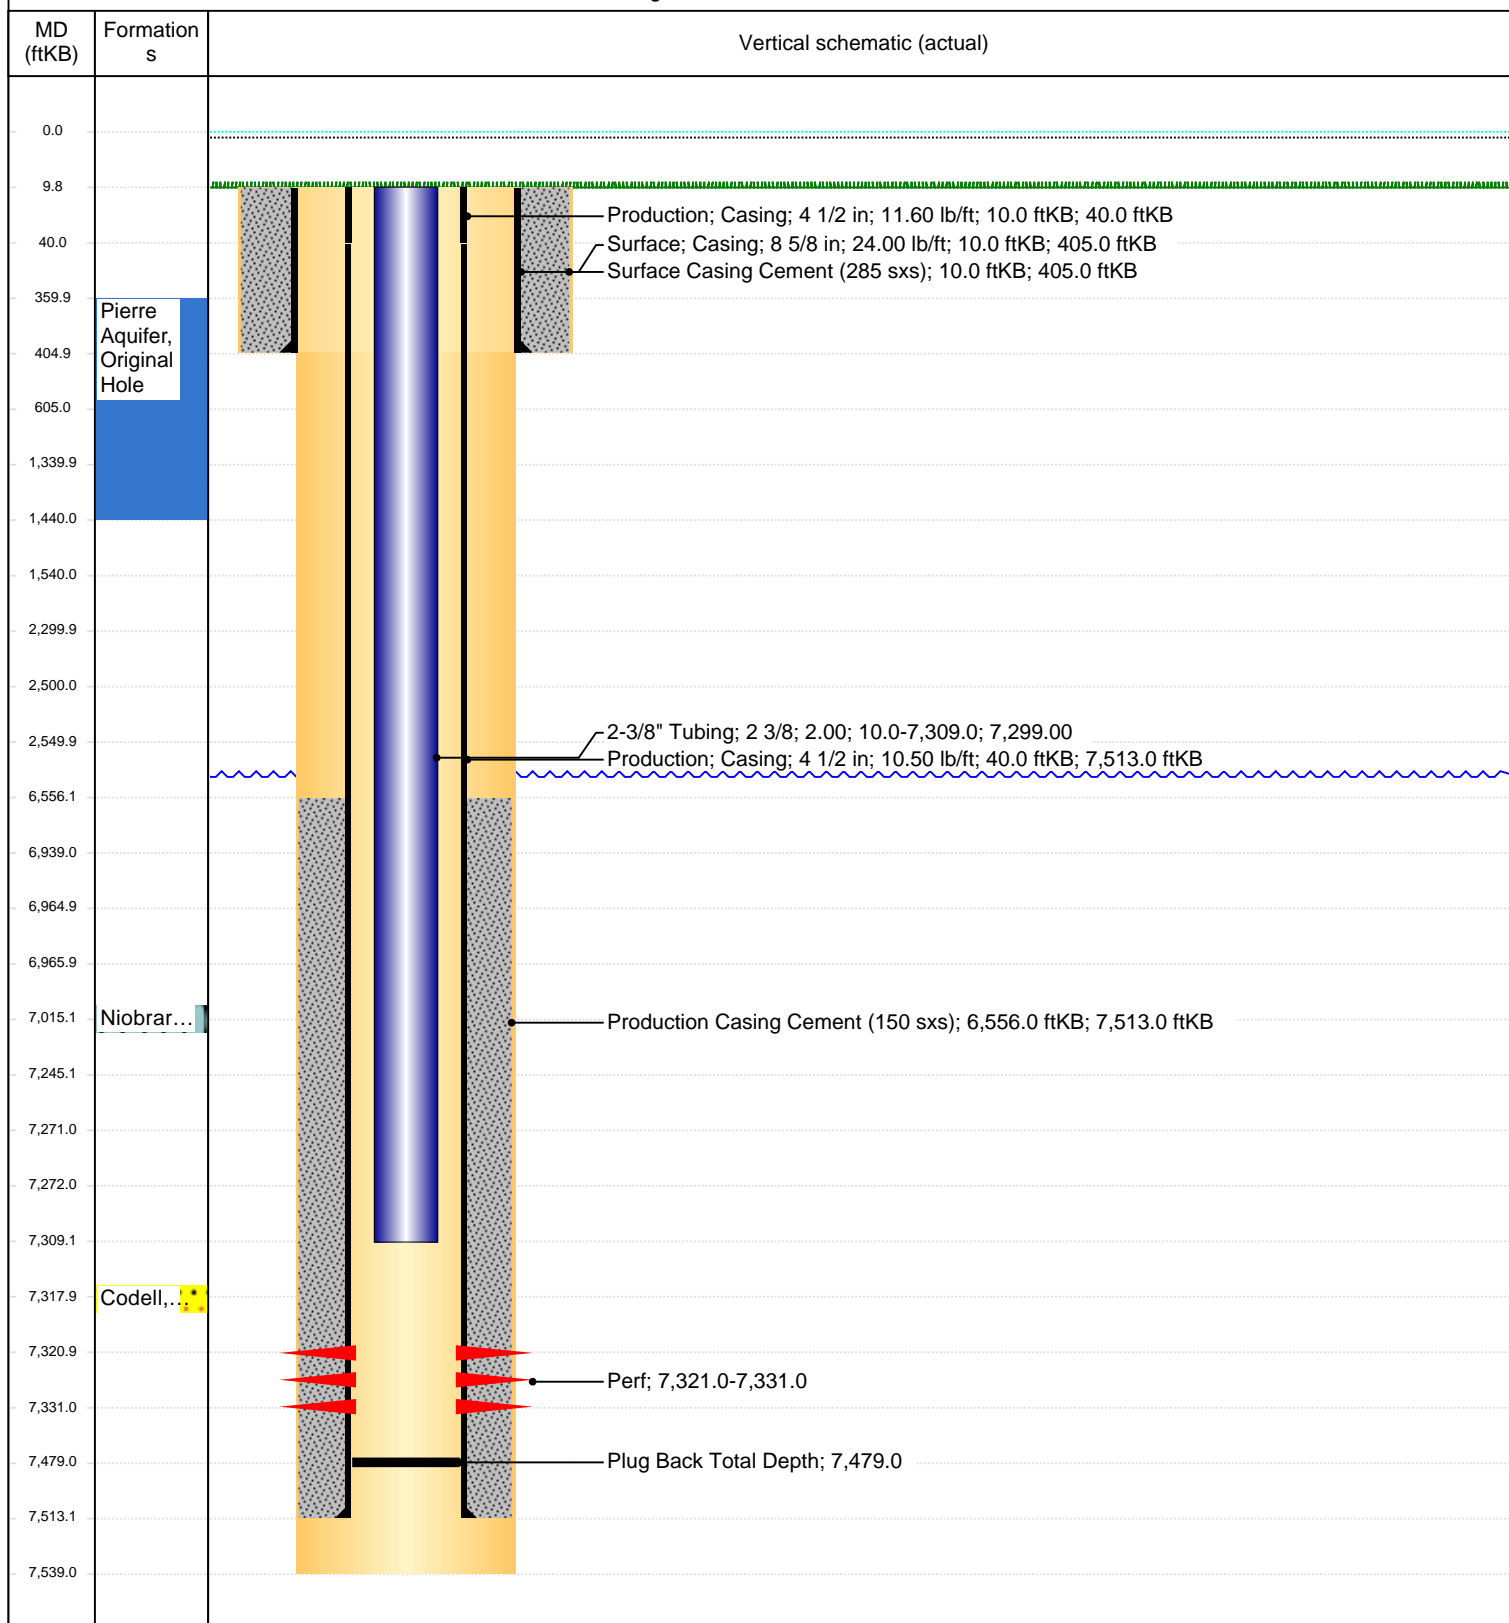 MD
(ftKB)
Formation
s
Vertical schematic (actual)
0.0
9.8
Production; Casing; 4 1/2 in; 11.60 lb/ft; 10.0 ftKB; 40.0 ftKB
40.0
Surface; Casing; 8 5/8 in; 24.00 lb/ft; 10.0 ftKB; 405.0 ftKB
Surface Casing Cement (285 sxs); 10.0 ftKB; 405.0 ftKB
359.9
Pierre
Aquifer,
Original
Hole
404.9
605.0
1,339.9
1,440.0
1,540.0
2,299.9
2,500.0
2-3/8" Tubing; 2 3/8; 2.00; 10.0-7,309.0; 7,299.00
2,549.9
Production; Casing; 4 1/2 in; 10.50 lb/ft; 40.0 ftKB; 7,513.0 ftKB
6,556.1
6,939.0
6,964.9
6,965.9
7,015.1
Niobrar…
Production Casing Cement (150 sxs); 6,556.0 ftKB; 7,513.0 ftKB
7,245.1
7,271.0
7,272.0
7,309.1
7,317.9
Codell,…
7,320.9
Perf; 7,321.0-7,331.0
7,331.0
7,479.0
Plug Back Total Depth; 7,479.0
7,513.1
7,539.0